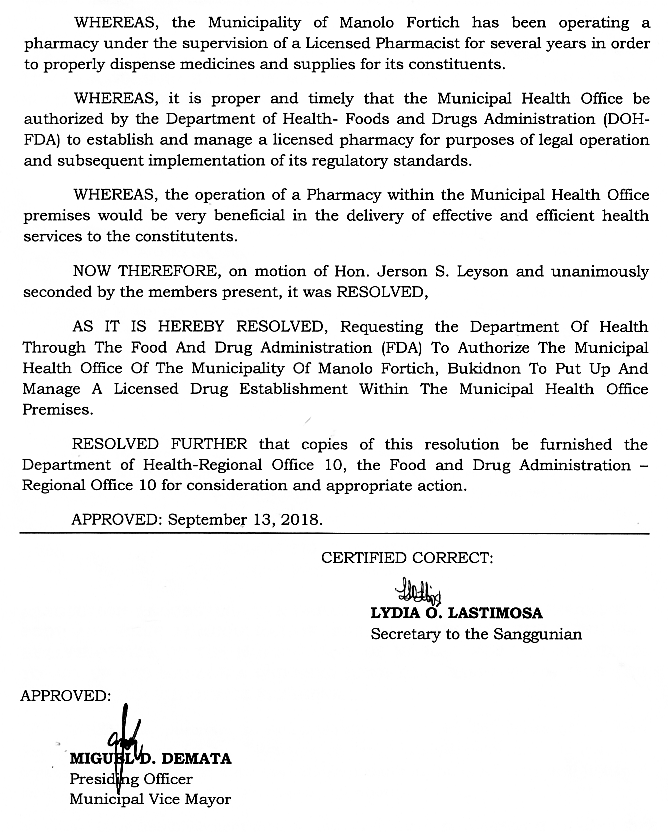 WHEREAS, the Municipality of Manolo Fortich has been operating a
pharmacy under the supervision of a Licensed Pharmacist for several years in order
to properly dispense medicines and supplies for its constituents.
WHEREAS, it is proper and timely that the Municipal Health Office be
authorized by the Department of Health- Foods and Drugs Administration (DOH-
FDA) to establish and manage a licensed pharmacy for purposes of legal operation
and subsequent implementation of its regulatory standards.
WHEREAS, the operation of a Pharmacy within the Municipal Health Office
premises would be very beneficial in the delivery of effective and efficient health
services to the constitutents.
NOW THEREFORE, on motion of Hon. Jerson S. Leyson and unanimously
seconded by the members present, it was RESOLVED,
AS IT IS HEREBY RESOLVED, Requesting the Department Of Health
Through The Food And Drug Administration (FDA) To Authorize The Municipal
Health Office Of The Municipality Of Manolo Fortich, Bukidnon To Put Up And
Manage A Licensed Drug Establishment Within The Municipal Health Office
Premises.
RESOLVED FURTHER that copies of this resolution be furnished the
Department of Health-Regional Office 10, the Food and Drug Administration –
Regional Office 10 for consideration and appropriate action.
APPROVED: September 13, 2018.
CERTIFIED CORRECT:
LYDIA O. LASTIMOSA
Secretary to the Sanggunian
APPROVED:
MIGUEL D. DEMATA
Presiding Officer
Municipal Vice Mayor